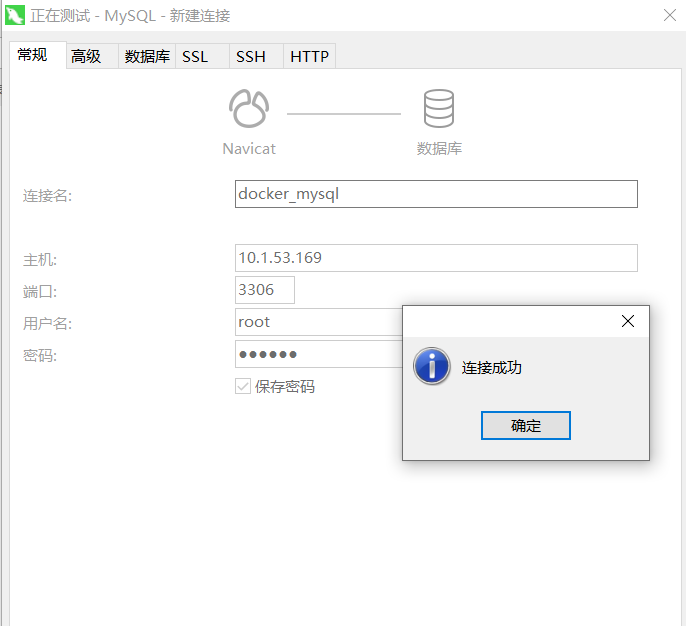 正在测试 - MySQL - 新建连接
常规 高级 数据库 SSL SSH HTTP
Navicat 数据库
连接名: docker_mysql
主机: 10.1.53.169
端口: 3306
用户名: root
密码: ●●●●●●
保存密码
连接成功
确定